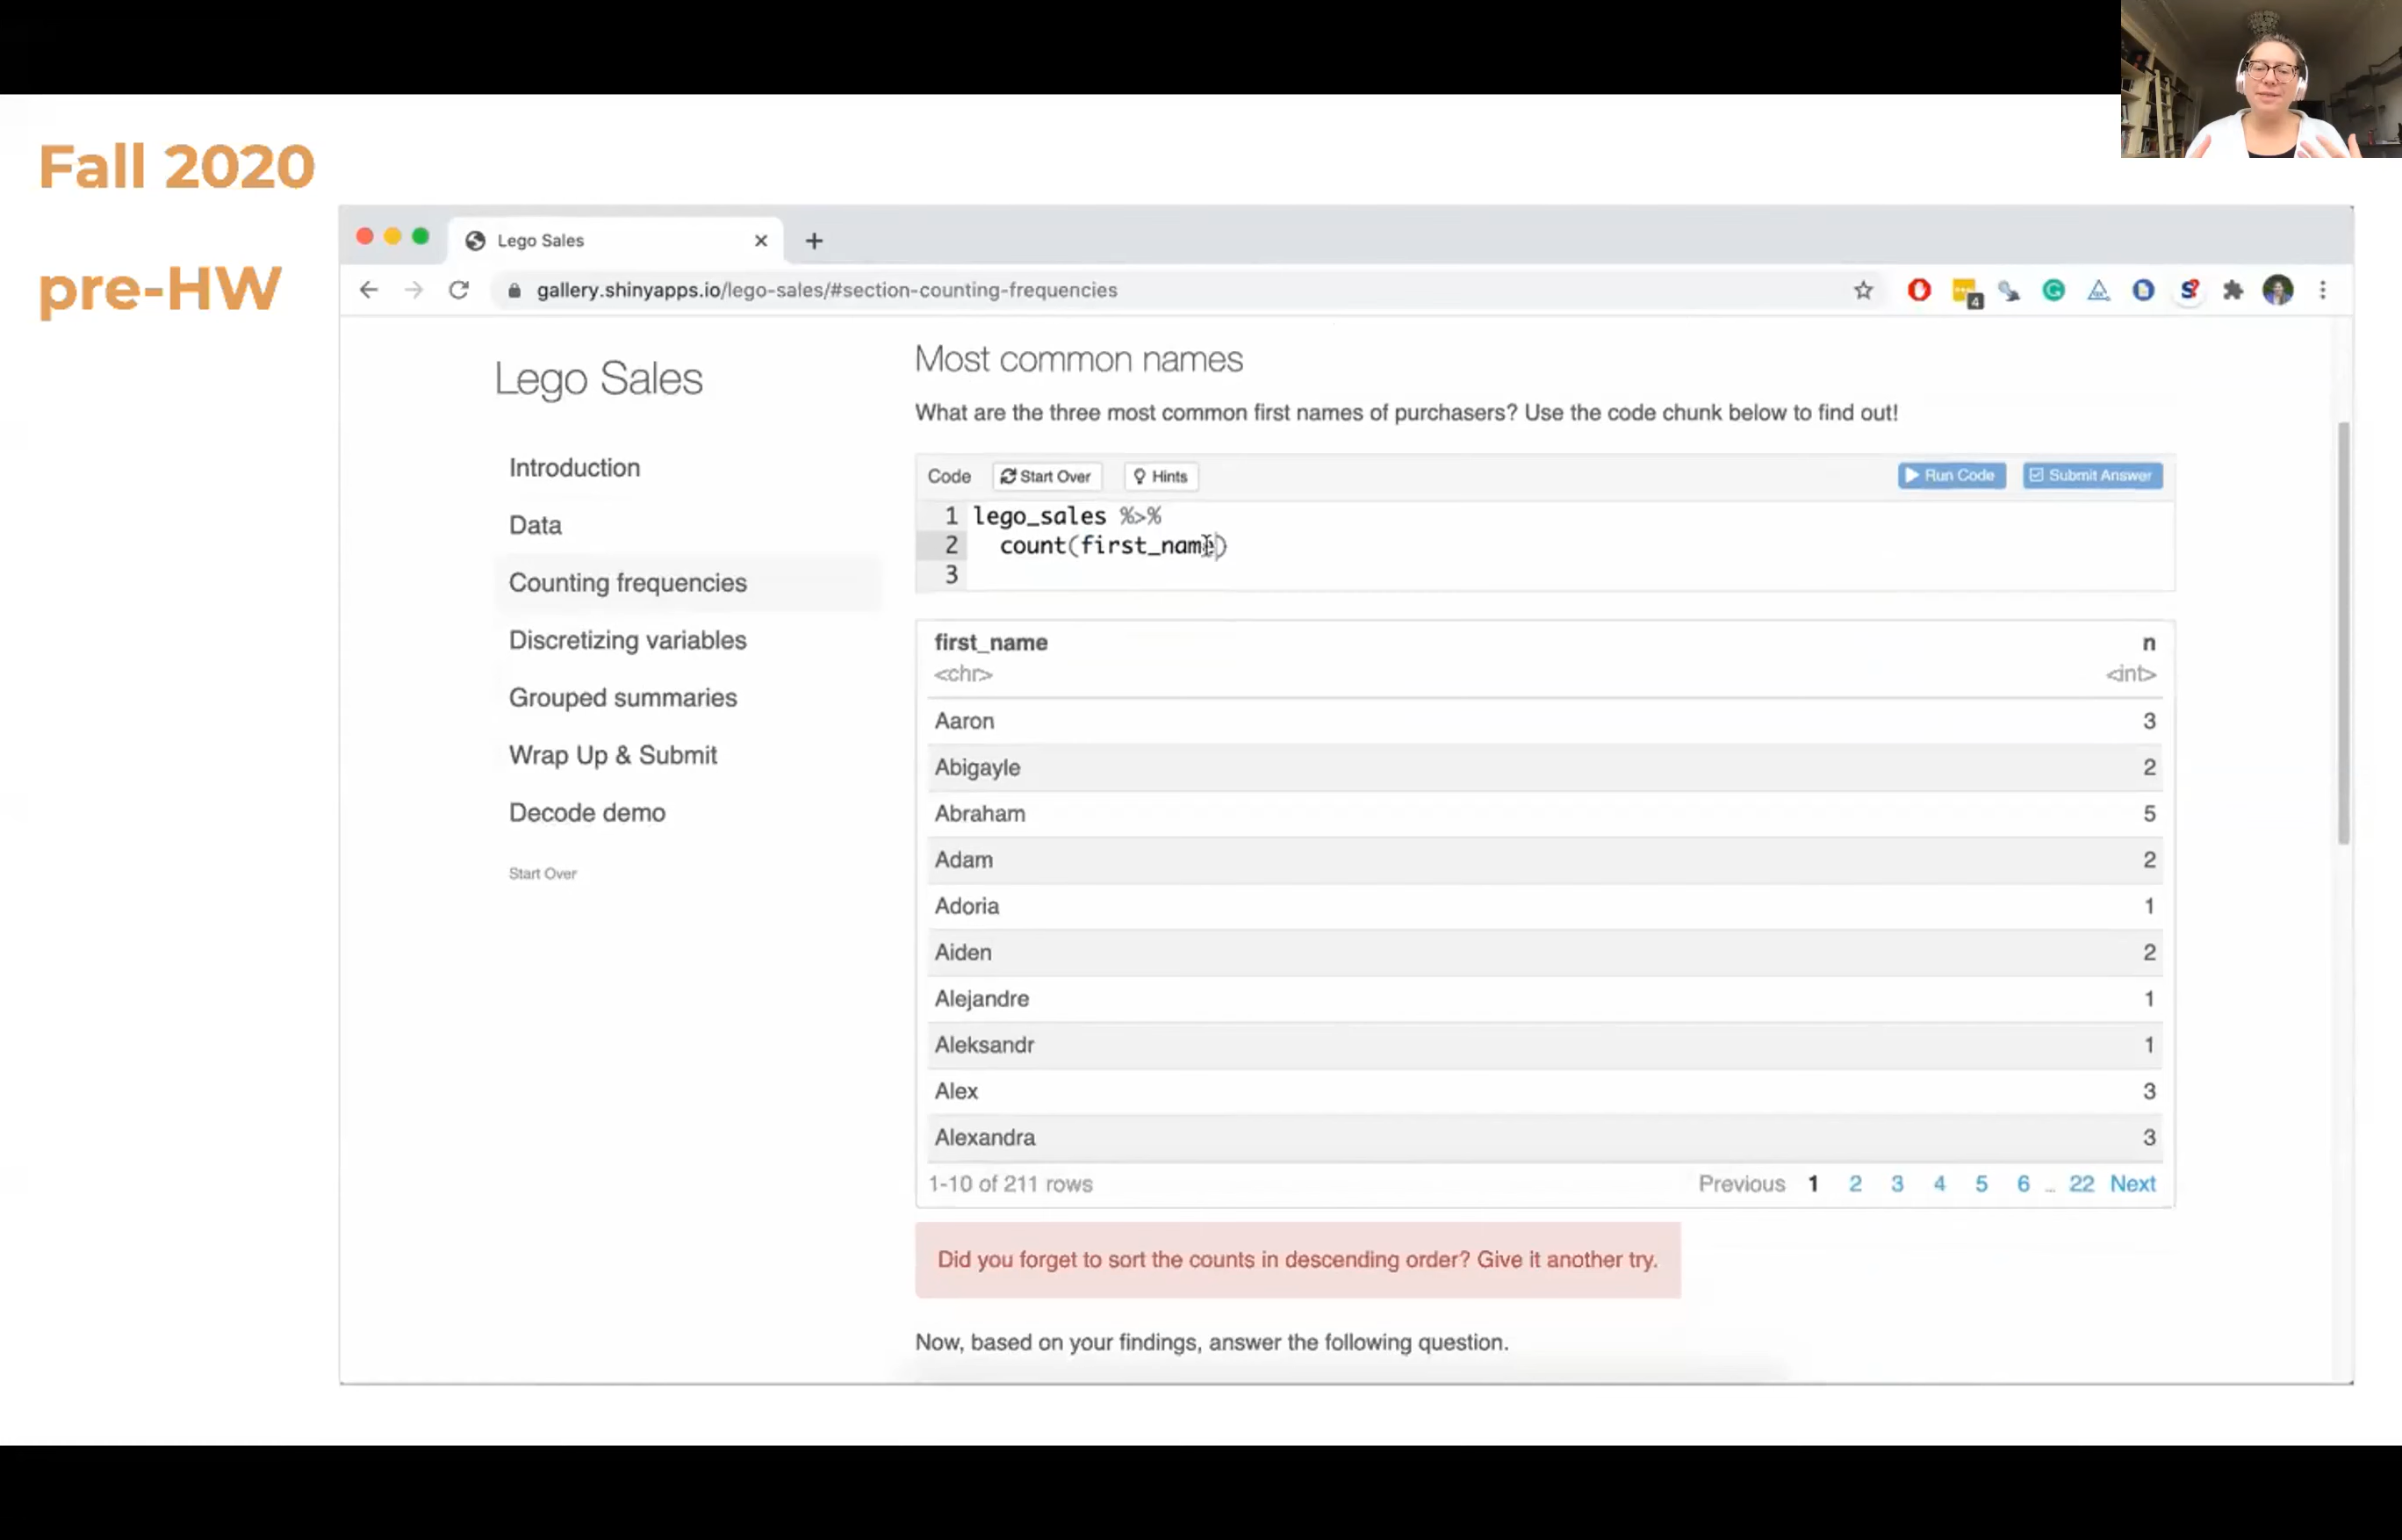 Fall 2020
pre-HW
Lego Sales
gallery.shinyapps.io/lego-sales/#section-counting-frequencies
4
Lego Sales
Introduction
Data
Counting frequencies
Discretizing variables
Grouped summaries
Wrap Up & Submit
Decode demo
Start Over
Most common names
What are the three most common first names of purchasers? Use the code chunk below to find out!
Code Start Over Hints Run Code Submit Answer
1 lego_sales %>%
2 count(first_name)
3
first_name n
<chr> <int>
Aaron 3
Abigayle 2
Abraham 5
Adam 2
Adoria 1
Aiden 2
Alejandre 1
Aleksandr 1
Alex 3
Alexandra 3
1-10 of 211 rows Previous 1 2 3 4 5 6 ... 22 Next
Did you forget to sort the counts in descending order? Give it another try.
Now, based on your findings, answer the following question.